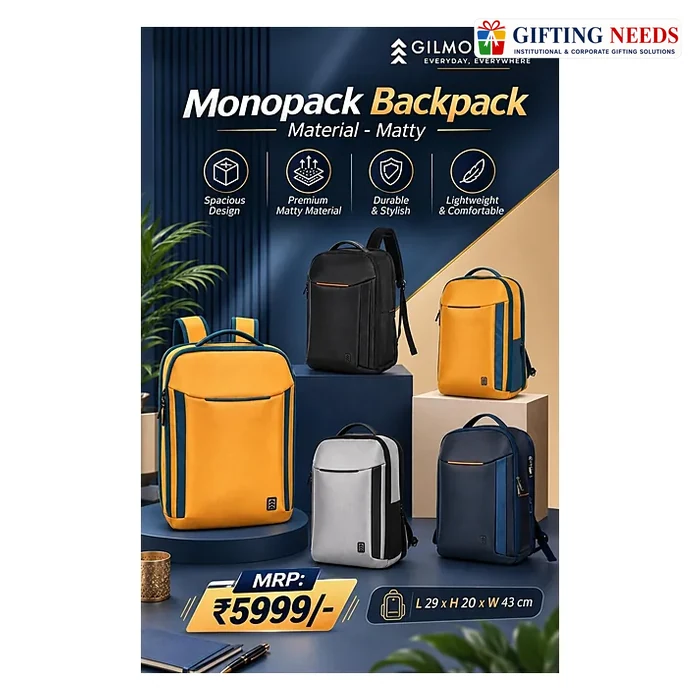 GIFTING NEEDS
INSTITUTIONAL & CORPORATE GIFTING SOLUTIONS
EVERYDAY, EVERYWHERE
Monopack Backpack
Material - Matty
Spacious
Design
Premium
Matty Material
Durable
& Stylish
Lightweight
& Comfortable
MRP:
₹5999/-
L 29 x H 20 x W 43 cm